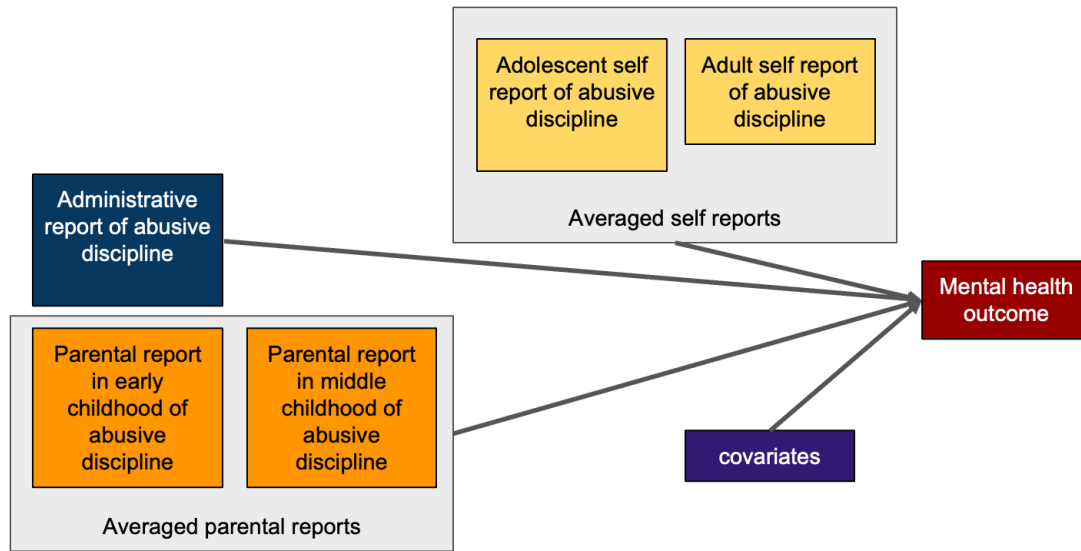 Adolescent self
report of abusive
discipline
Adult self report
of abusive
discipline
Averaged self reports
Administrative
report of abusive
discipline
Mental health
outcome
Parental report
in early
childhood of
abusive
discipline
Parental report
in middle
childhood of
abusive
discipline
Averaged parental reports
covariates